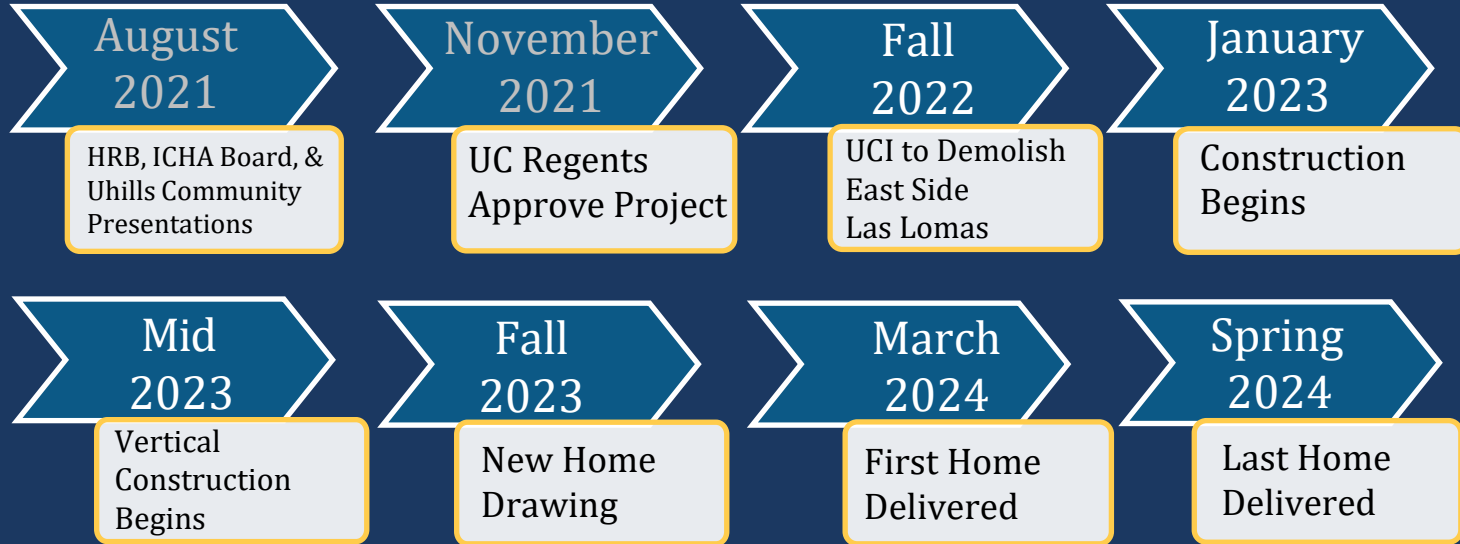 August
2021
HRB, ICHA Board, &
Uhills Community
Presentations
November
2021
UC Regents
Approve Project
Fall
2022
UCI to Demolish
East Side
Las Lomas
January
2023
Construction
Begins
Mid
2023
Vertical
Construction
Begins
Fall
2023
New Home
Drawing
March
2024
First Home
Delivered
Spring
2024
Last Home
Delivered